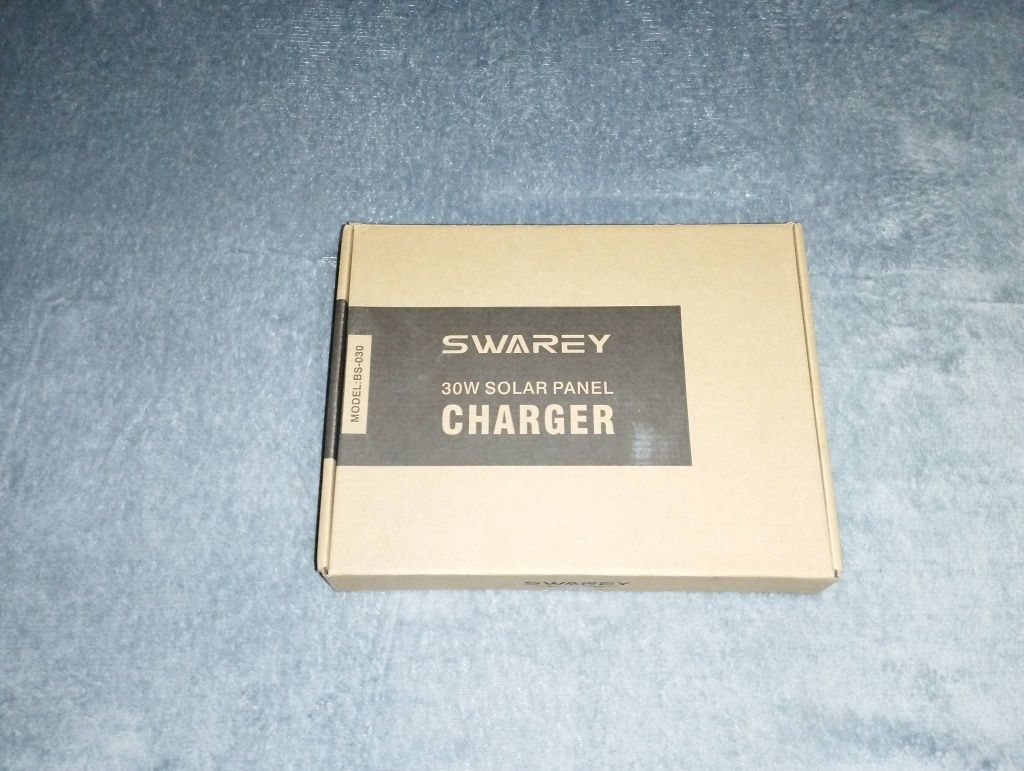 SWAREY
30W SOLAR PANEL
CHARGER
MODEL:BS-030
SWAREY